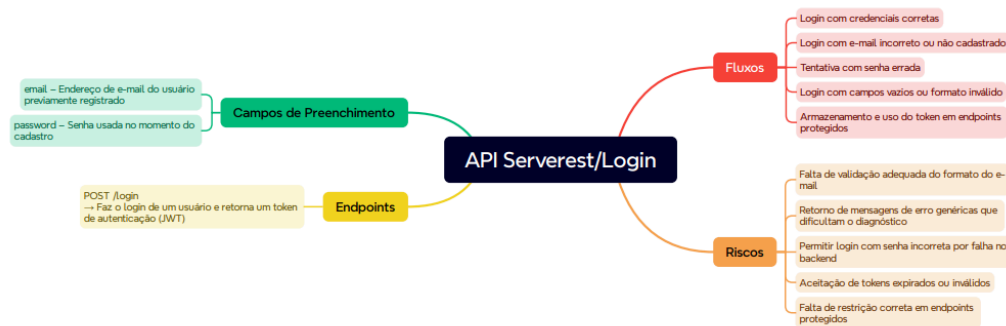 API Serverest/Login
Campos de Preenchimento
email – Endereço de e-mail do usuário
previamente registrado
password – Senha usada no momento do
cadastro
Endpoints
POST /login
→ Faz o login de um usuário e retorna um token
de autenticação (JWT)
Fluxos
Login com credenciais corretas
Login com e-mail incorreto ou não cadastrado
Tentativa com senha errada
Login com campos vazios ou formato inválido
Armazenamento e uso do token em endpoints
protegidos
Riscos
Falta de validação adequada do formato do e-
mail
Retorno de mensagens de erro genéricas que
dificultam o diagnóstico
Permitir login com senha incorreta por falha no
backend
Aceitação de tokens expirados ou inválidos
Falta de restrição correta em endpoints
protegidos